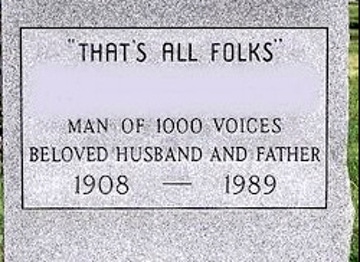 "THAT'S ALL FOLKS"
MAN OF 1000 VOICES
BELOVED HUSBAND AND FATHER
1908 — 1989